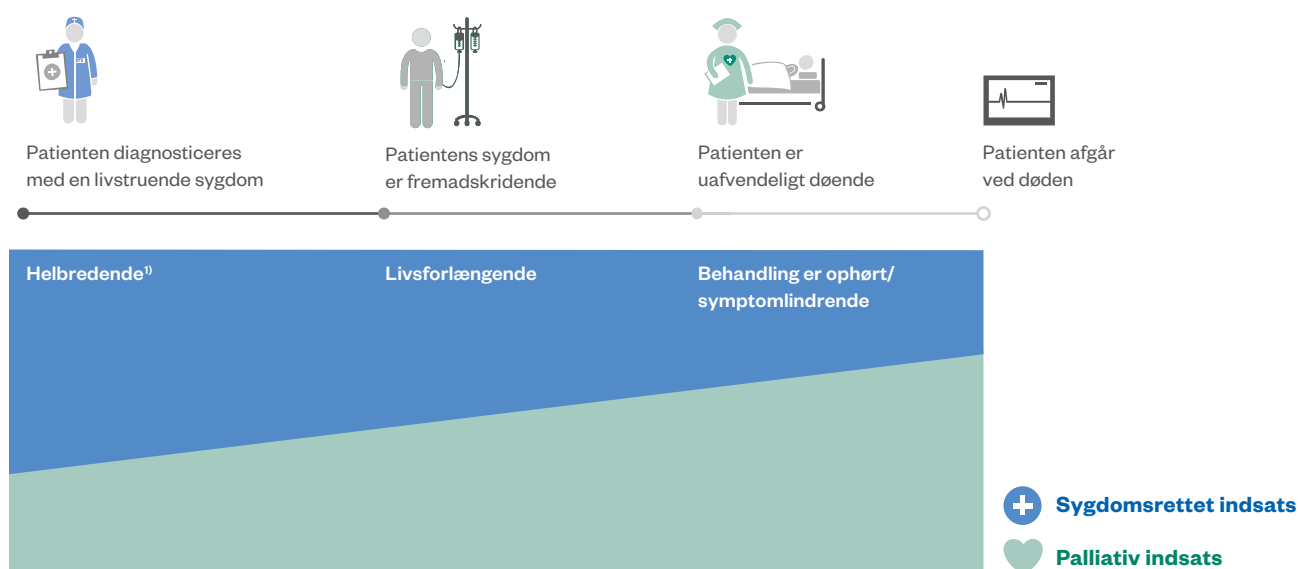 Patienten diagnosticeres
med en livstruende sygdom
Patientens sygdom
er fremadskridende
Patienten er
uafvendeligt døende
Patienten afgår
ved døden
Helbredende¹⁾
Livsforlængende
Behandling er ophørt/
symptomlindrende
Sygdomsrettet indsats
Palliativ indsats